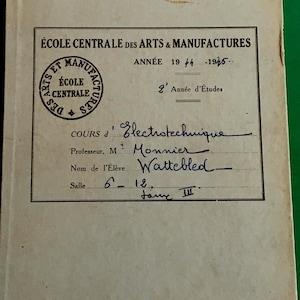 ÉCOLE CENTRALE DES ARTS & MANUFACTURES
ANNÉE 1944-1945
DES ARTS ET MANUFACTURES
ÉCOLE
CENTRALE
2e Année d'Études
COURS d'Electrotechnique
Professeur, Mr Monnier
Nom de l'Élève Wattebled
Salle 6-12
III